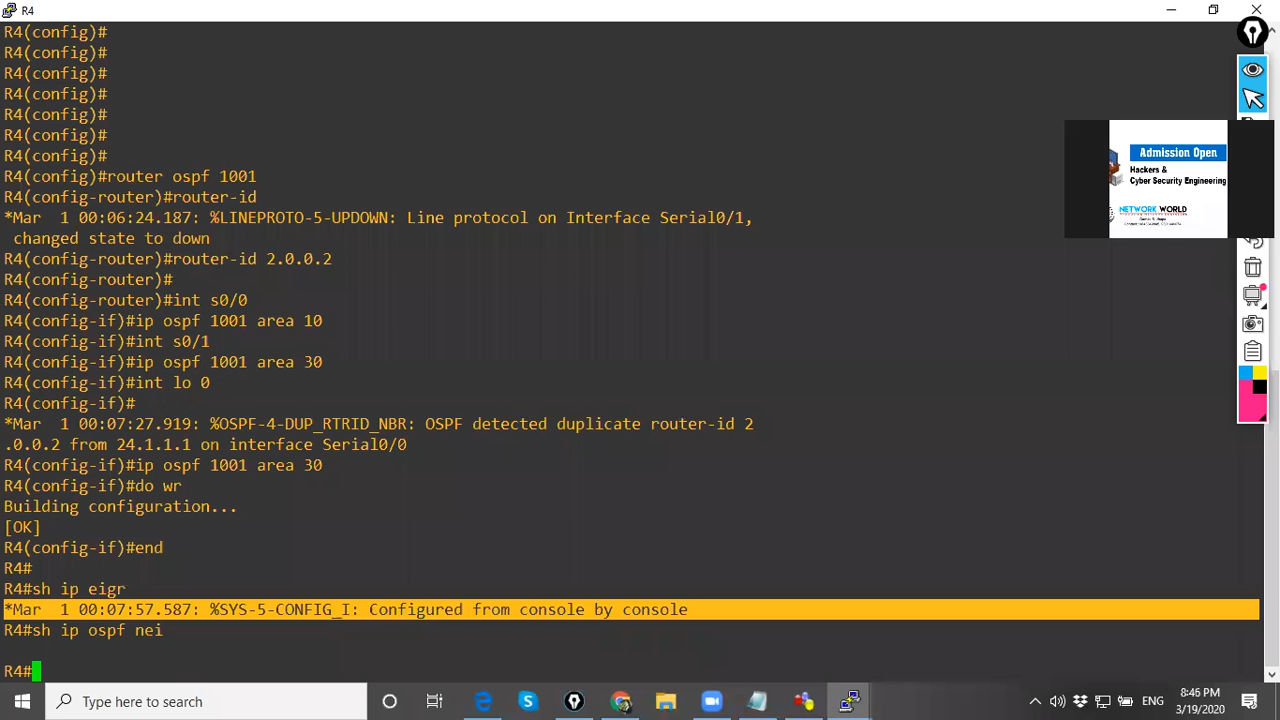 R4
R4(config)#
R4(config)#
R4(config)#
R4(config)#
R4(config)#
R4(config)#
R4(config)#
R4(config)#router ospf 1001
R4(config-router)#router-id
*Mar  1 00:06:24.187: %LINEPROTO-5-UPDOWN: Line protocol on Interface Serial0/1,
 changed state to down
R4(config-router)#router-id 2.0.0.2
R4(config-router)#
R4(config-router)#int s0/0
R4(config-if)#ip ospf 1001 area 10
R4(config-if)#int s0/1
R4(config-if)#ip ospf 1001 area 30
R4(config-if)#int lo 0
R4(config-if)#
*Mar  1 00:07:27.919: %OSPF-4-DUP_RTRID_NBR: OSPF detected duplicate router-id 2
.0.0.2 from 24.1.1.1 on interface Serial0/0
R4(config-if)#ip ospf 1001 area 30
R4(config-if)#do wr
Building configuration...
[OK]
R4(config-if)#end
R4#
R4#sh ip eigr
*Mar  1 00:07:57.587: %SYS-5-CONFIG_I: Configured from console by console
R4#sh ip ospf nei
R4#
Admission Open
Hackers &
Cyber Security Engineering
NETWORK WORLD
Type here to search
ENG
8:46 PM
3/19/2020